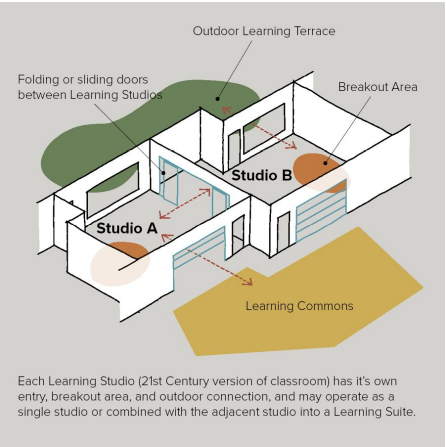 Outdoor Learning Terrace
Folding or sliding doors
between Learning Studios
Breakout Area
Studio B
Studio A
Learning Commons
Each Learning Studio (21st Century version of classroom) has it's own
entry, breakout area, and outdoor connection, and may operate as a
single studio or combined with the adjacent studio into a Learning Suite.